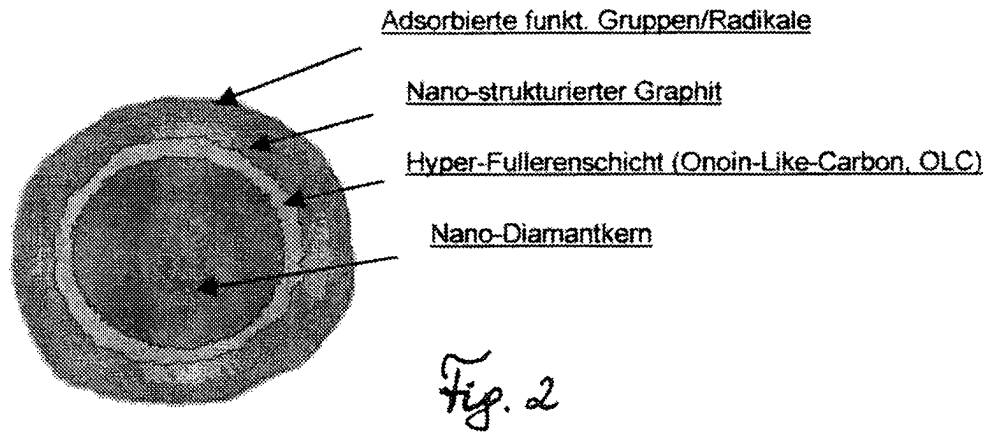 Adsorbierte funkt. Gruppen/Radikale
Nano-strukturierter Graphit
Hyper-Fullerenschicht (Onoin-Like-Carbon, OLC)
Nano-Diamantkern
Fig. 2